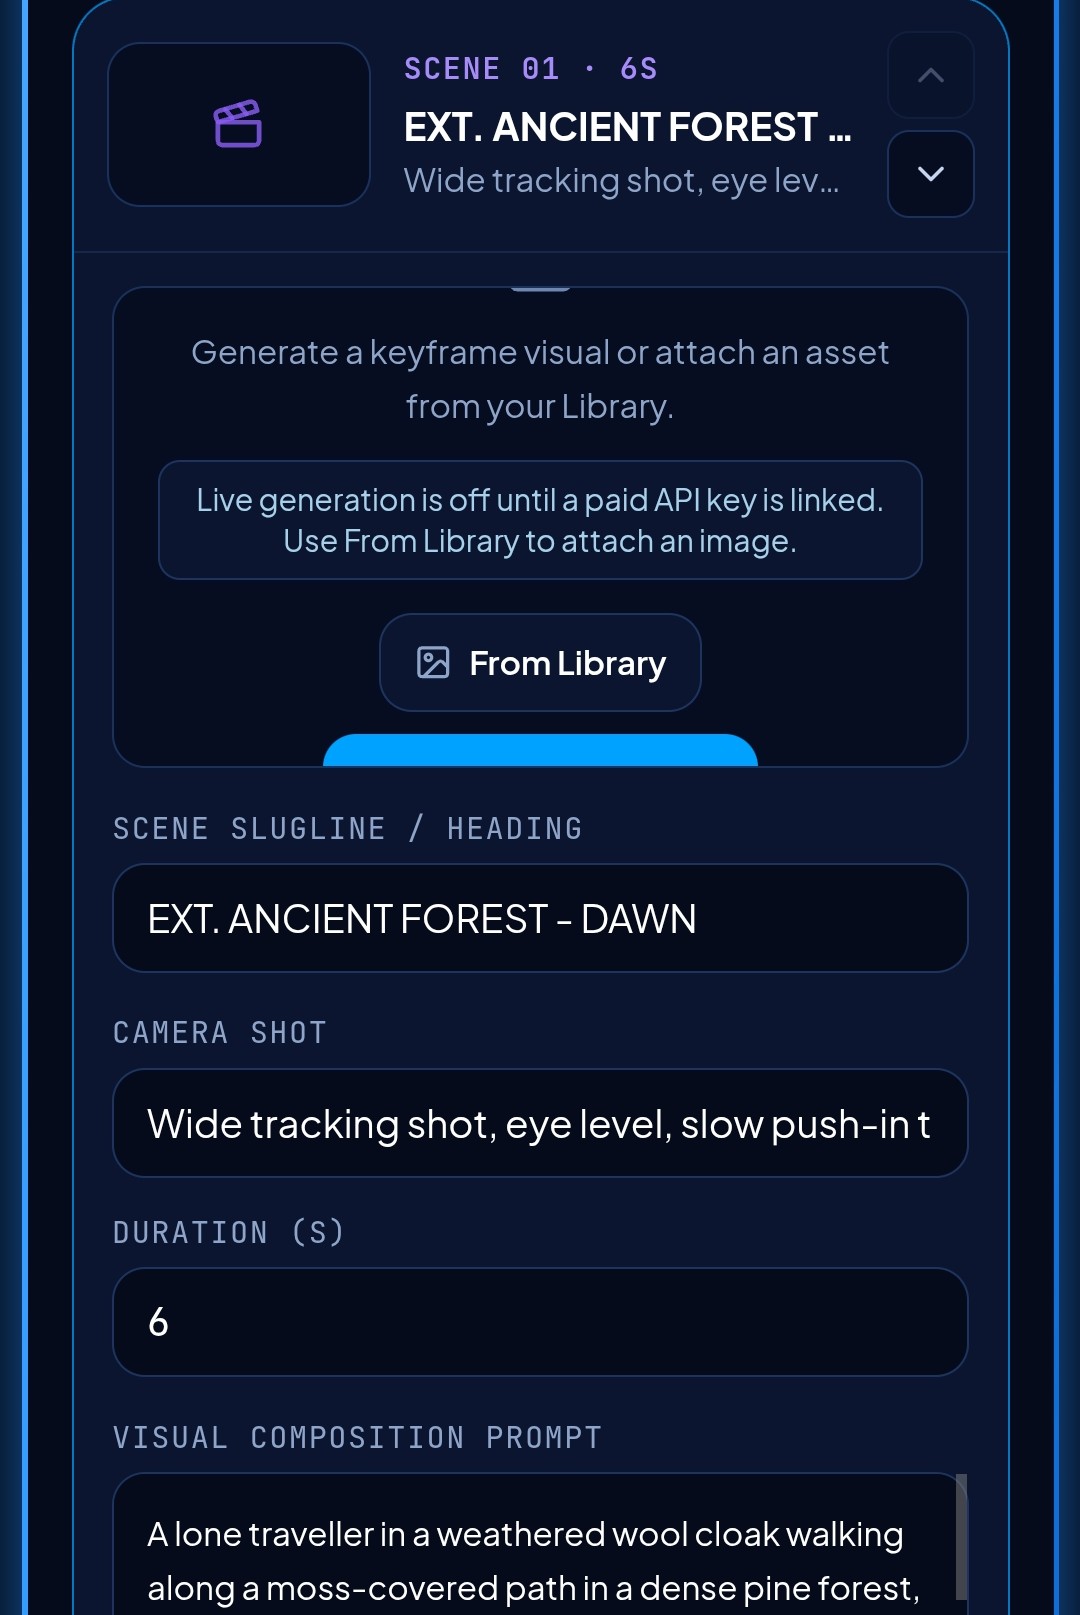 SCENE 01 · 6S
EXT. ANCIENT FOREST ...
Wide tracking shot, eye lev...
Generate a keyframe visual or attach an asset
from your Library.
Live generation is off until a paid API key is linked.
Use From Library to attach an image.
From Library
SCENE SLUGLINE / HEADING
EXT. ANCIENT FOREST - DAWN
CAMERA SHOT
Wide tracking shot, eye level, slow push-in t
DURATION (S)
6
VISUAL COMPOSITION PROMPT
A lone traveller in a weathered wool cloak walking
along a moss-covered path in a dense pine forest,